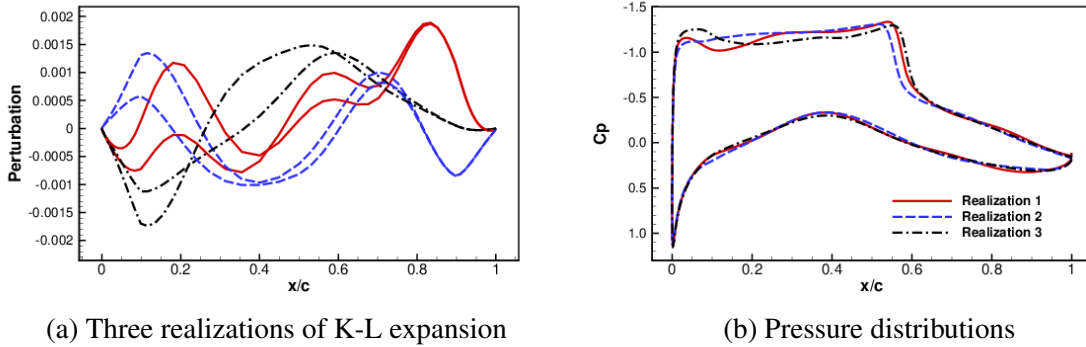 0.002
0.0015
0.001
0.0005
0
-0.0005
-0.001
-0.0015
-0.002
Perturbation
0 0.2 0.4 0.6 0.8 1
x/c
(a) Three realizations of K-L expansion
-1.5
-1.0
-0.5
0.0
0.5
1.0
Cp
Realization 1
Realization 2
Realization 3
0 0.2 0.4 0.6 0.8 1
x/c
(b) Pressure distributions